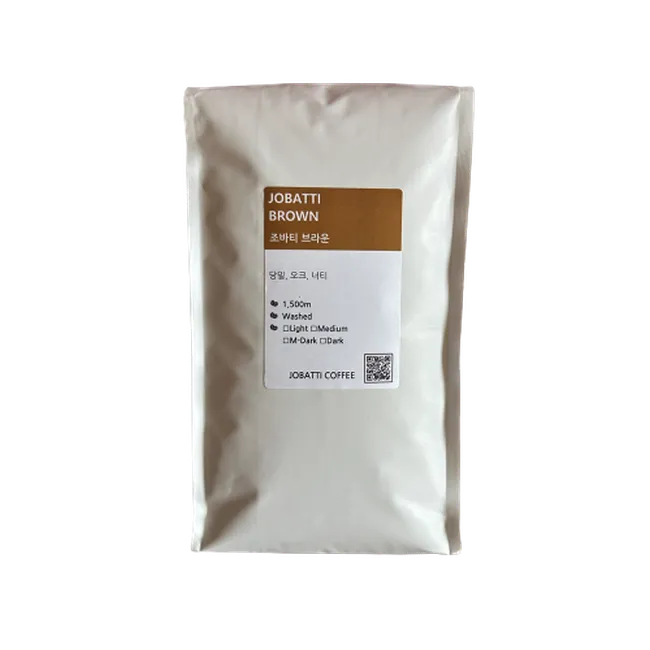 JOBATTI
BROWN
조바티 브라운
당밀, 오크, 너티
1,500m
Washed
☐Light ☐Medium
☐M-Dark ☐Dark
JOBATTI COFFEE